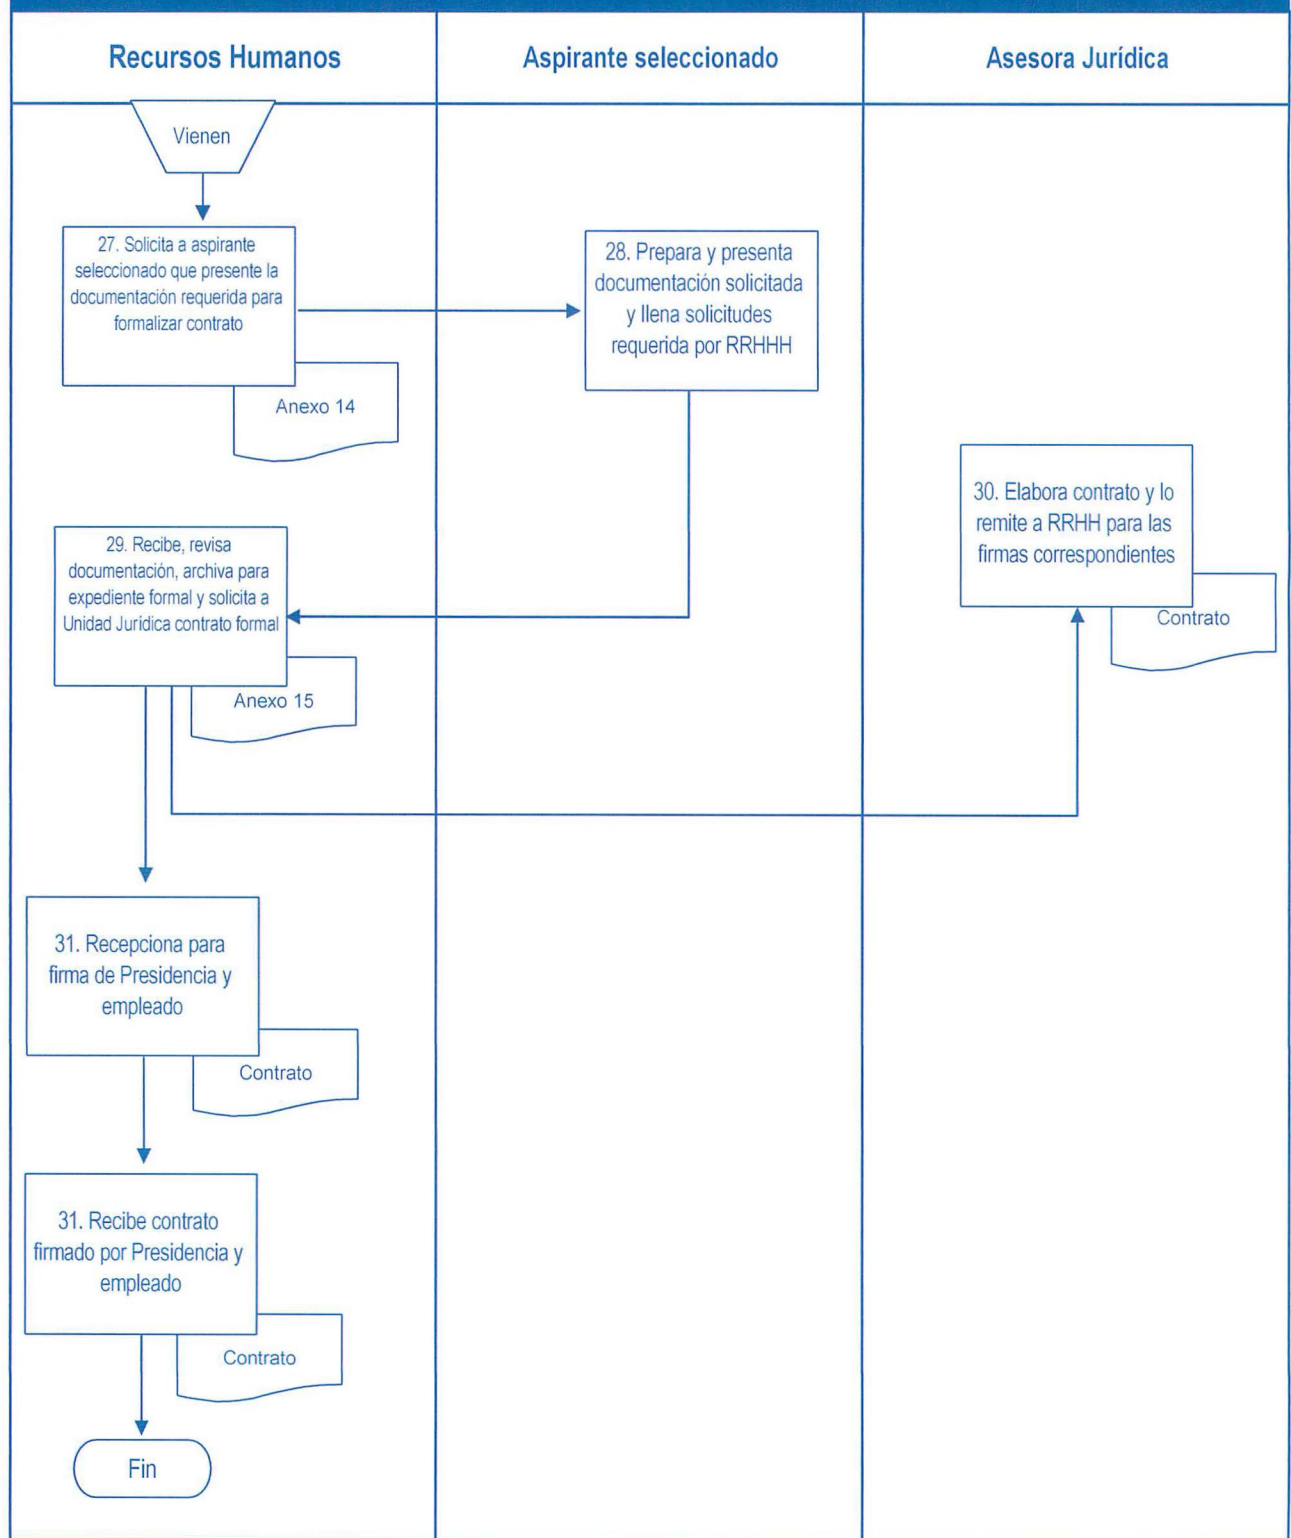 Recursos Humanos
Aspirante seleccionado
Asesora Jurídica
Vienen
27. Solicita a aspirante
seleccionado que presente la
documentación requerida para
formalizar contrato
Anexo 14
28. Prepara y presenta
documentación solicitada
y llena solicitudes
requerida por RRHHH
29. Recibe, revisa
documentación, archiva para
expediente formal y solicita a
Unidad Jurídica contrato formal
Anexo 15
30. Elabora contrato y lo
remite a RRHH para las
firmas correspondientes
Contrato
31. Recepciona para
firma de Presidencia y
empleado
Contrato
31. Recibe contrato
firmado por Presidencia y
empleado
Contrato
Fin